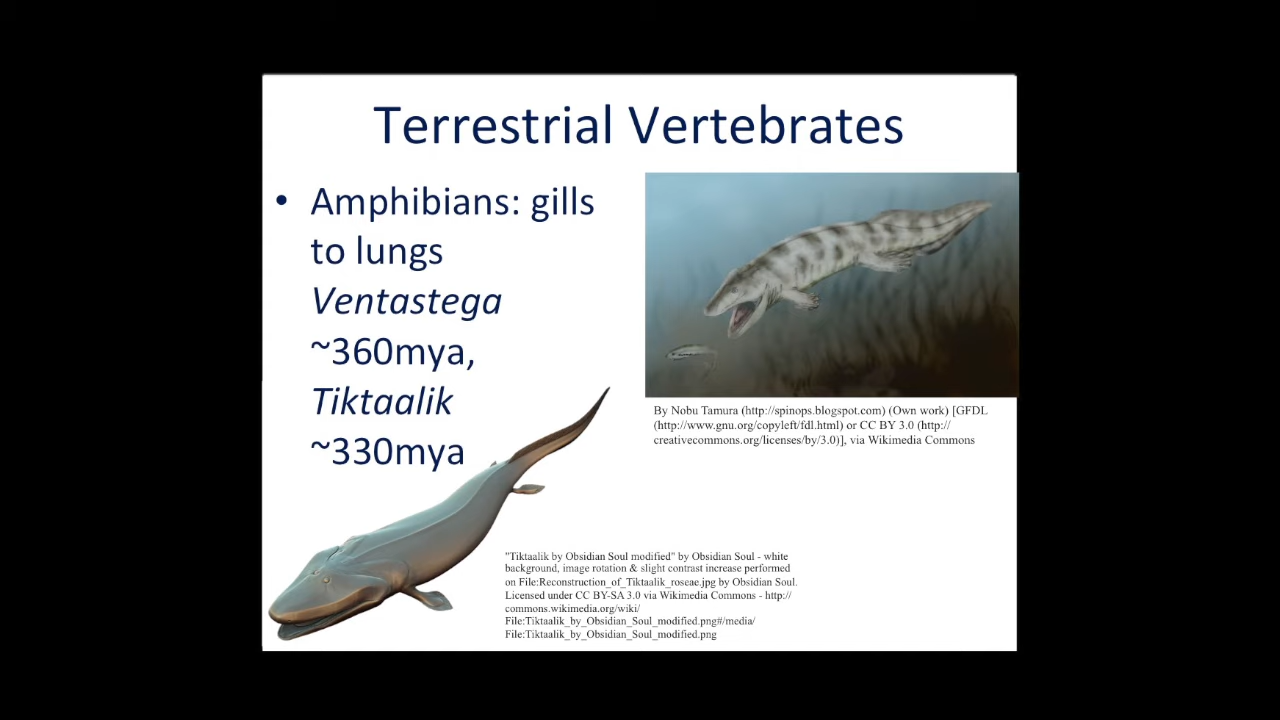 Terrestrial Vertebrates
• Amphibians: gills
to lungs
Ventastega
~360mya,
Tiktaalik
~330mya
By Nobu Tamura (http://spinops.blogspot.com) (Own work) [GFDL
(http://www.gnu.org/copyleft/fdl.html) or CC BY 3.0 (http://
creativecommons.org/licenses/by/3.0)], via Wikimedia Commons
"Tiktaalik by Obsidian Soul modified" by Obsidian Soul - white
background, image rotation & slight contrast increase performed
on File:Reconstruction_of_Tiktaalik_roseae.jpg by Obsidian Soul.
Licensed under CC BY-SA 3.0 via Wikimedia Commons - http://
commons.wikimedia.org/wiki/
File:Tiktaalik_by_Obsidian_Soul_modified.png#/media/
File:Tiktaalik_by_Obsidian_Soul_modified.png